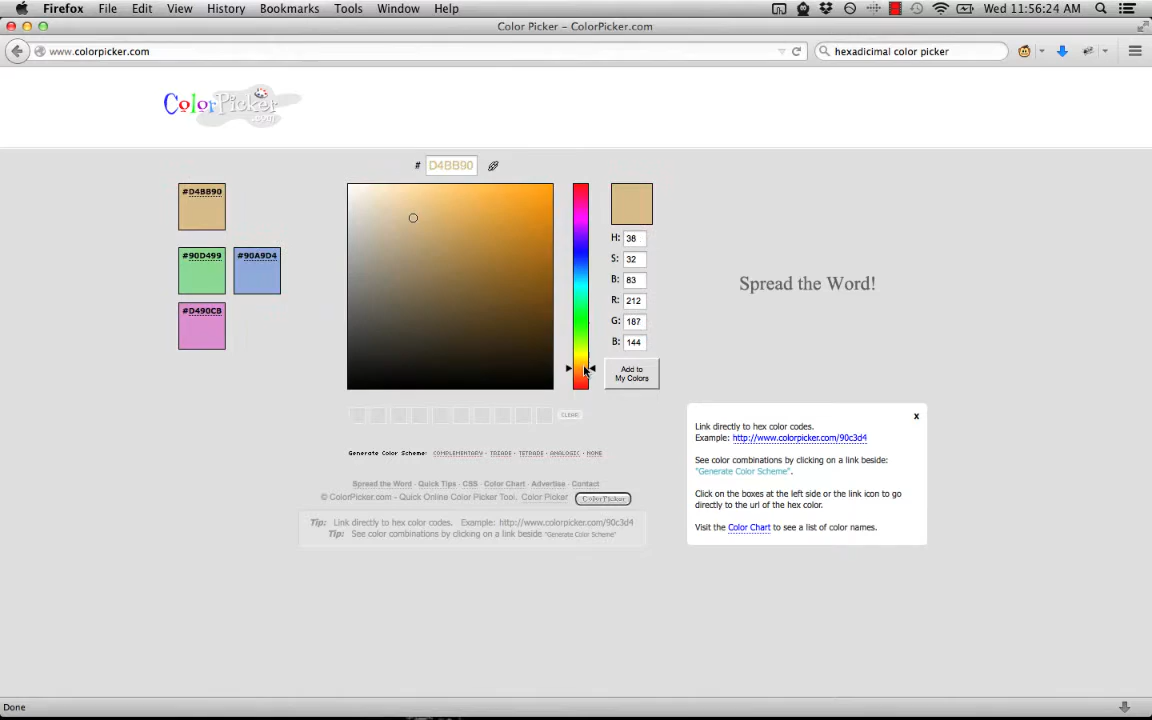 Firefox File Edit View History Bookmarks Tools Window Help Wed 11:56:24 AM
Color Picker – ColorPicker.com
www.colorpicker.com
hexadicimal color picker
ColorPicker
.com
# D4BB90
#D4BB90
#90D499 #90A9D4
#D490CB
H: 38
S: 32
B: 83
R: 212
G: 187
B: 144
Add to
My Colors
Spread the Word!
CLEAR
Generate Color Scheme: COMPLEMENTARY - TRIADE - TETRADE - ANALOGIC - NONE
Spread the Word - Quick Tips - CSS - Color Chart - Advertise - Contact
© ColorPicker.com - Quick Online Color Picker Tool. Color Picker ColorPicker
Tip: Link directly to hex color codes. Example: http://www.colorpicker.com/90c3d4
Tip: See color combinations by clicking on a link beside "Generate Color Scheme"
x
Link directly to hex color codes.
Example: http://www.colorpicker.com/90c3d4
See color combinations by clicking on a link beside:
"Generate Color Scheme".
Click on the boxes at the left side or the link icon to go
directly to the url of the hex color.
Visit the Color Chart to see a list of color names.
Done